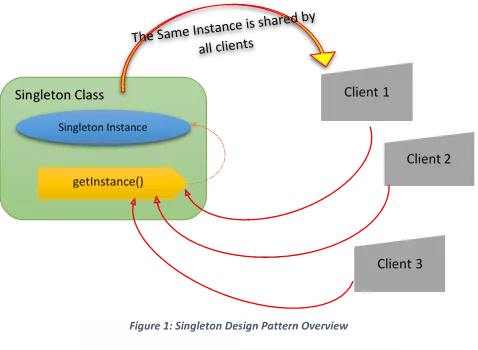 The Same Instance is shared by
all clients
Singleton Class
Singleton Instance
getInstance()
Client 1
Client 2
Client 3
Figure 1: Singleton Design Pattern Overview